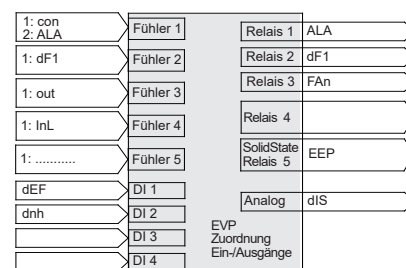 1: con
2: ALA
Fühler 1
1: dF1
Fühler 2
1: out
Fühler 3
1: InL
Fühler 4
1: ...........
Fühler 5
dEF
DI 1
dnh
DI 2
DI 3
DI 4
Relais 1
ALA
Relais 2
dF1
Relais 3
FAn
Relais 4
SolidState
Relais 5
EEP
Analog
dIS
EVP
Zuordnung
Ein-/Ausgänge